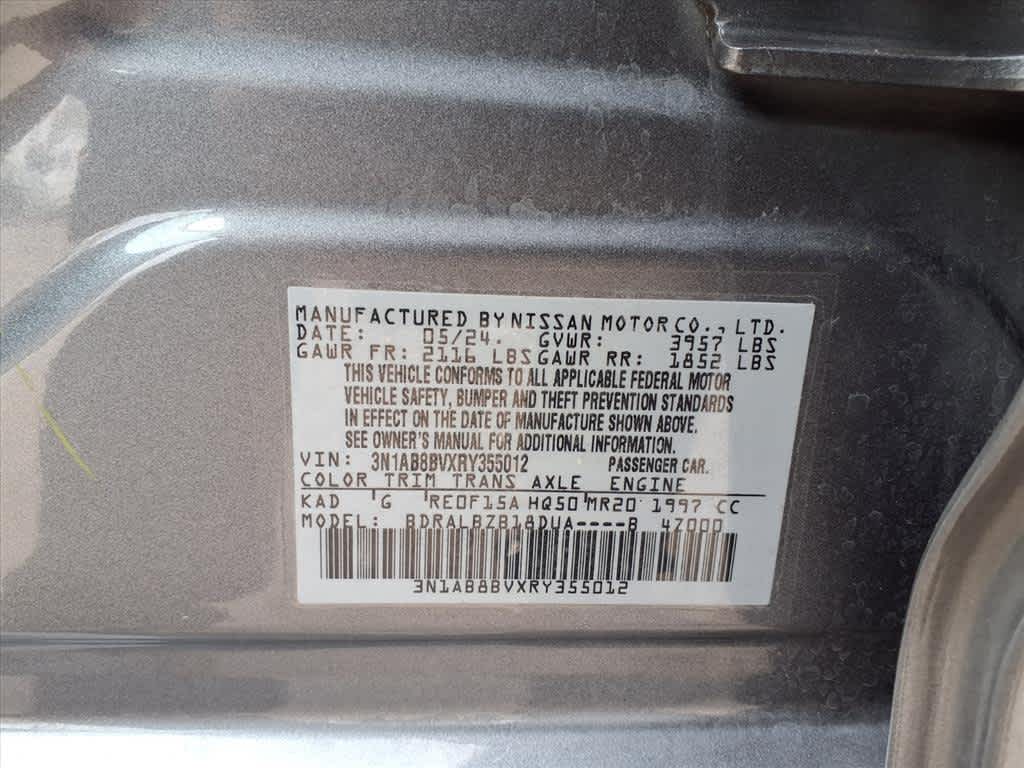 MANUFACTURED BY NISSAN MOTOR CO., LTD.
DATE: 05/24. GVWR: 3957 LBS
GAWR FR: 2116 LBS GAWR RR: 1852 LBS
THIS VEHICLE CONFORMS TO ALL APPLICABLE FEDERAL MOTOR
VEHICLE SAFETY, BUMPER AND THEFT PREVENTION STANDARDS
IN EFFECT ON THE DATE OF MANUFACTURE SHOWN ABOVE.
SEE OWNER'S MANUAL FOR ADDITIONAL INFORMATION.
VIN: 3N1AB8BVXRY355012 PASSENGER CAR.
COLOR TRIM TRANS AXLE ENGINE
KAD G RE0F15A HQ50 MR20 1997 CC
MODEL: BDRALBZB18DUA----B 4Z000
3N1AB8BVXRY355012